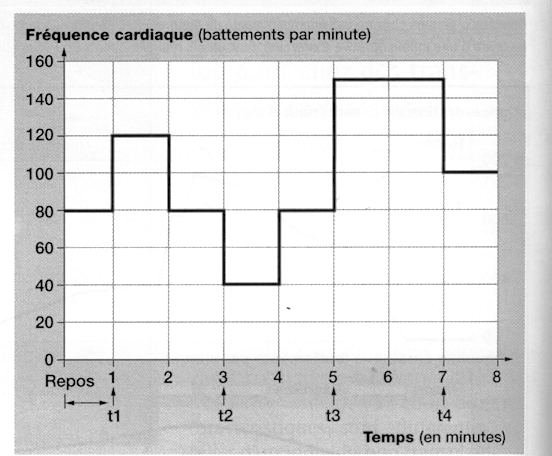 Fréquence cardiaque (battements par minute)
160
140
120
100
80
60
40
20
0
Repos 1 2 3 4 5 6 7 8
t1 t2 t3 t4
Temps (en minutes)